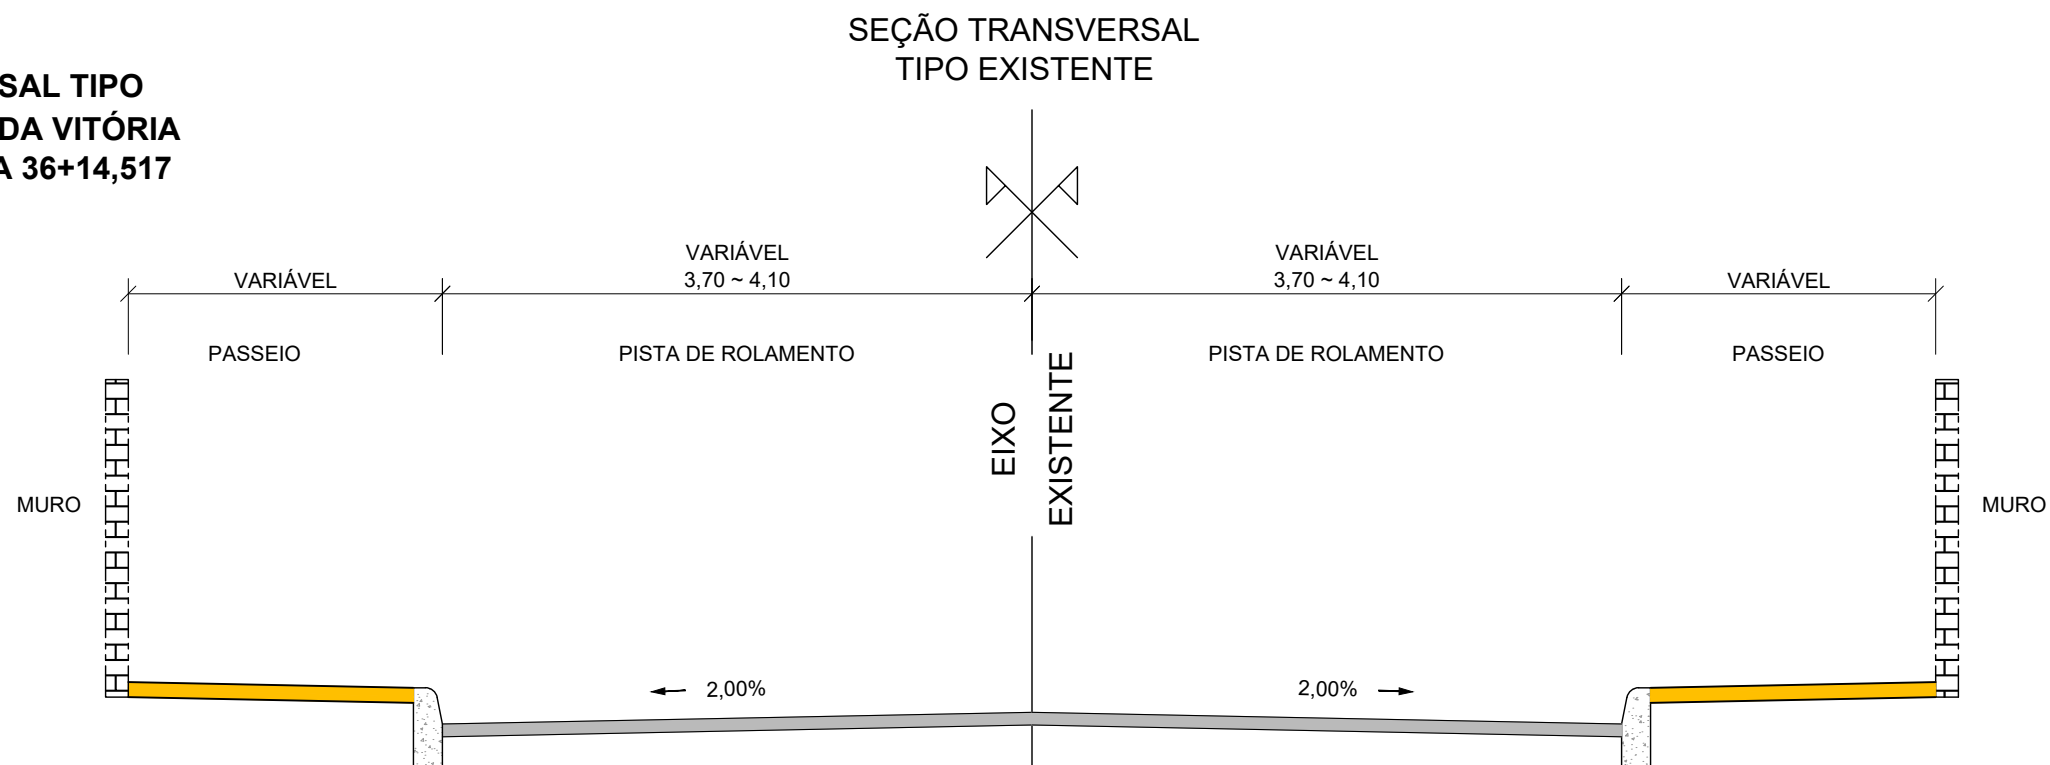 SEÇÃO TRANSVERSAL
TIPO EXISTENTE
SAL TIPO
DA VITÓRIA
A 36+14,517
VARIÁVEL
VARIÁVEL
3,70 ~ 4,10
VARIÁVEL
3,70 ~ 4,10
VARIÁVEL
PASSEIO
PISTA DE ROLAMENTO
PISTA DE ROLAMENTO
PASSEIO
EIXO
EXISTENTE
MURO
MURO
2,00%
2,00%